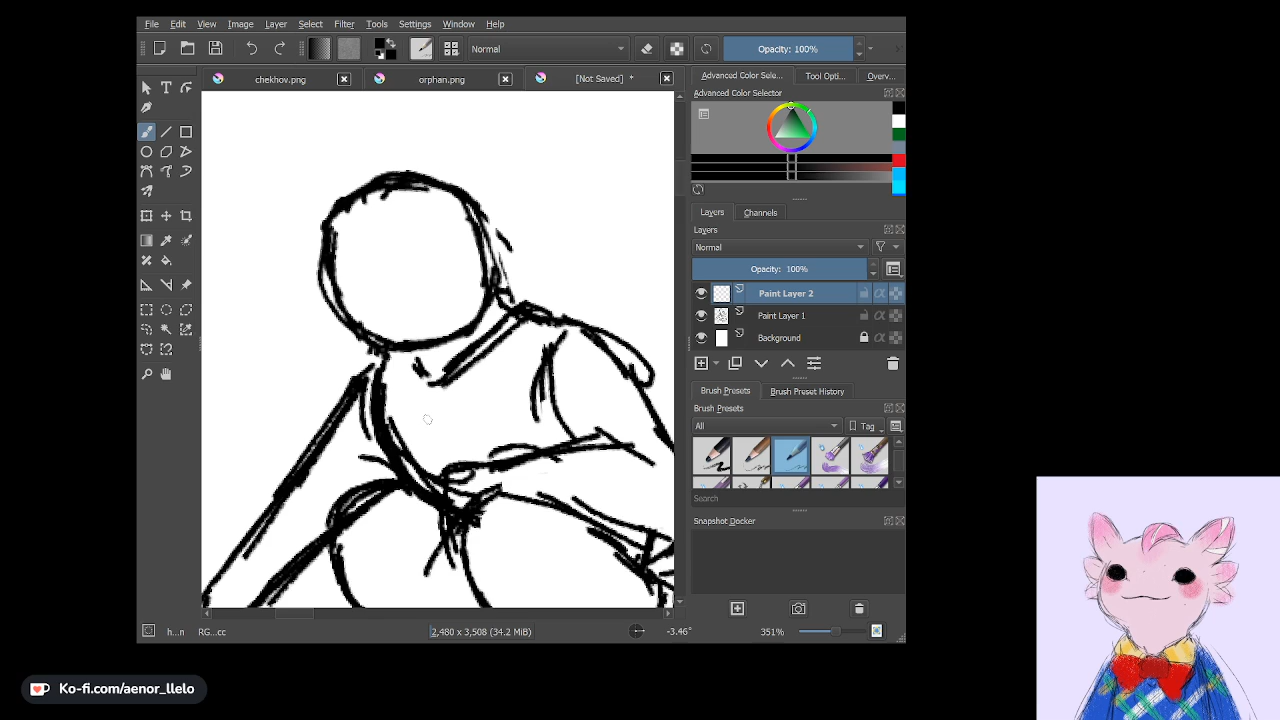 File Edit View Image Layer Select Filter Tools Settings Window Help
Normal
Opacity: 100%
chekhov.png
orphan.png
[Not Saved] *
Advanced Color Sele...
Tool Opti...
Overv...
Advanced Color Selector
Layers
Channels
Layers
Normal
Opacity: 100%
Paint Layer 2
Paint Layer 1
Background
Brush Presets
Brush Preset History
Brush Presets
All
Tag
Search
Snapshot Docker
h...n
RG...cc
2,480 x 3,508 (34.2 MiB)
-3.46°
351%
Ko-fi.com/aenor_llelo